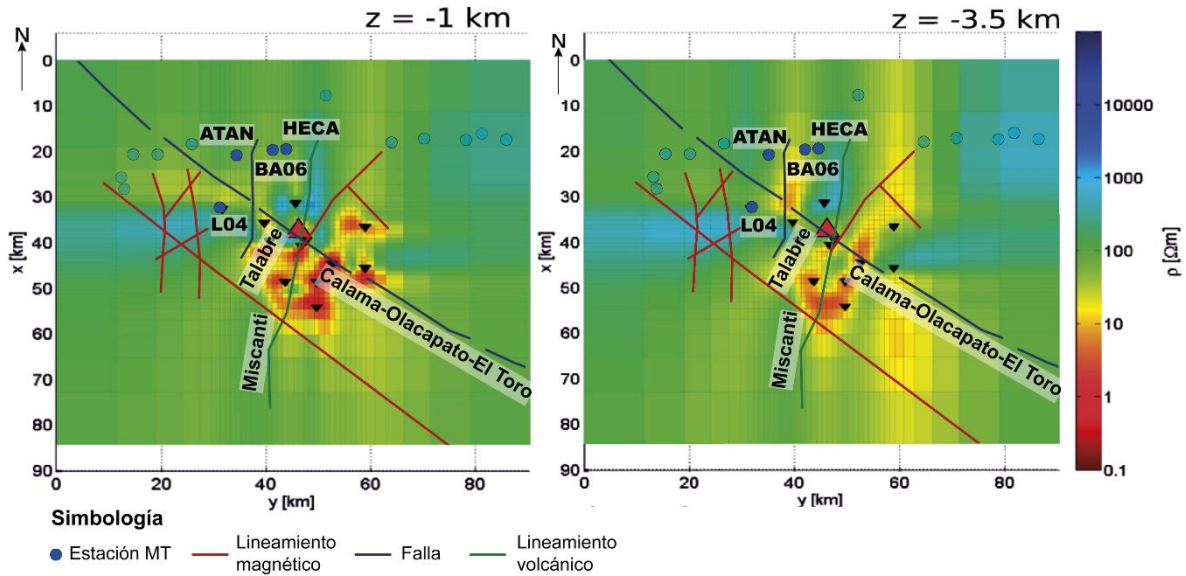 z = -1 km
N
0
10
20
30
40
50
60
70
80
90
x [km]
ATAN
HECA
BA06
L04
Talabre
Calama-Olacapato-El Toro
Miscanti
0
20
40
60
80
y [km]
z = -3.5 km
N
0
10
20
30
40
50
60
70
80
90
x [km]
ATAN
HECA
BA06
L04
Talabre
Calama-Olacapato-El Toro
Miscanti
0
20
40
60
80
y [km]
10000
1000
100
10
1
0.1
ρ [Ωm]
Simbología
Estación MT
Lineamiento
magnético
Falla
Lineamiento
volcánico